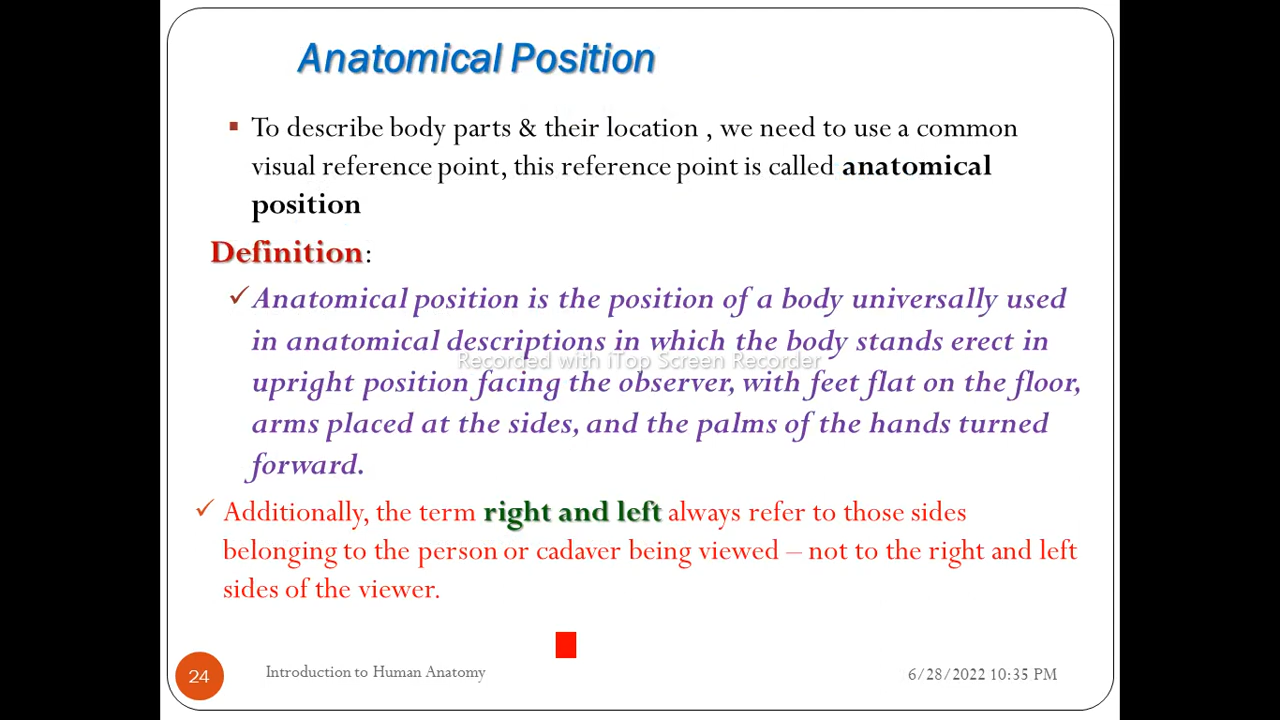 Anatomical Position
▪ To describe body parts & their location , we need to use a common
visual reference point, this reference point is called anatomical
position
Definition:
✓Anatomical position is the position of a body universally used
in anatomical descriptions in which the body stands erect in
Recorded with iTop Screen Recorder
upright position facing the observer, with feet flat on the floor,
arms placed at the sides, and the palms of the hands turned
forward.
✓ Additionally, the term right and left always refer to those sides
belonging to the person or cadaver being viewed – not to the right and left
sides of the viewer.
24
Introduction to Human Anatomy
6/28/2022 10:35 PM